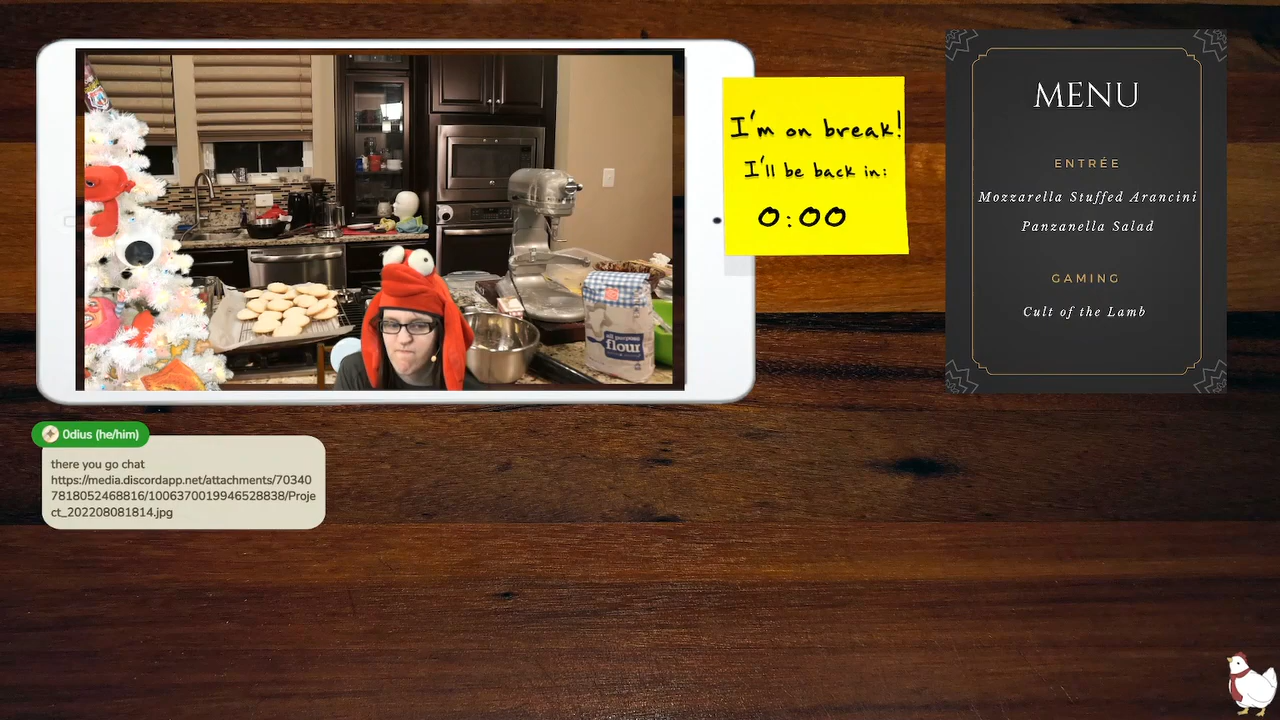 I'm on break!
I'll be back in:
0:00
MENU
ENTRÉE
Mozzarella Stuffed Arancini
Panzanella Salad
GAMING
Cult of the Lamb
all purpose
flour
0dius (he/him)
there you go chat
https://media.discordapp.net/attachments/70340
7818052468816/1006370019946528838/Proje
ct_202208081814.jpg